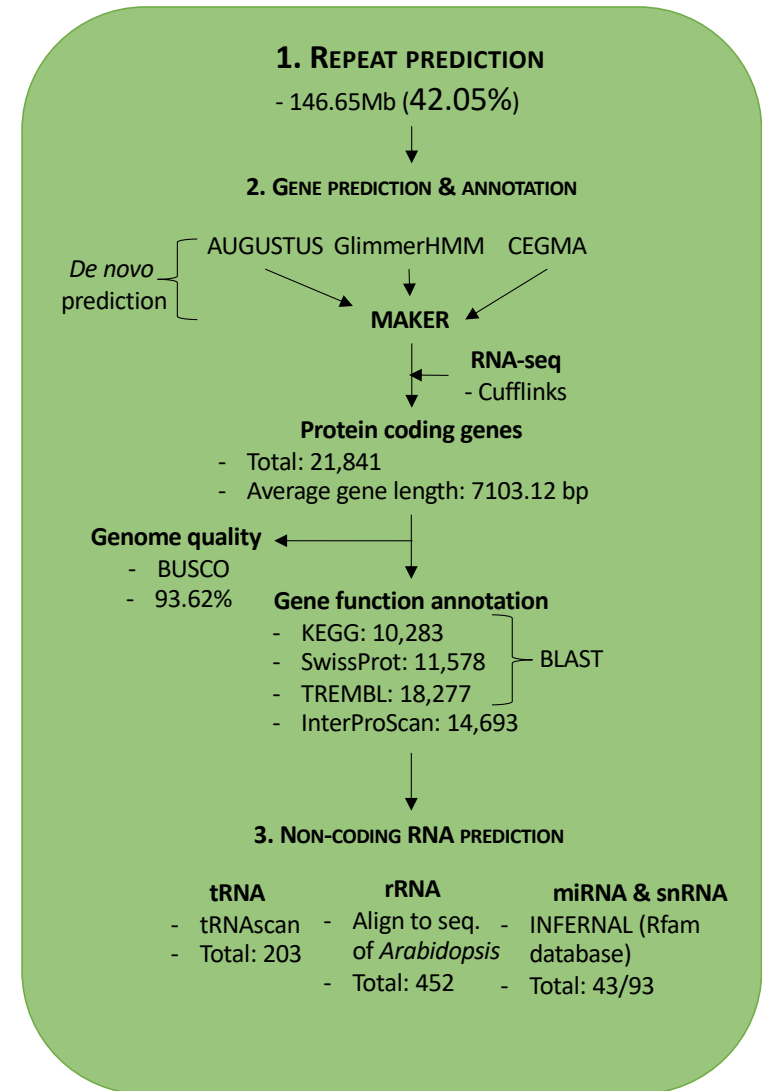 1. REPEAT PREDICTION
- 146.65Mb (42.05%)
2. GENE PREDICTION & ANNOTATION
De novo
prediction
AUGUSTUS GlimmerHMM CEGMA
MAKER
RNA-seq
- Cufflinks
Protein coding genes
- Total: 21,841
- Average gene length: 7103.12 bp
Genome quality
- BUSCO
- 93.62%
Gene function annotation
- KEGG: 10,283
- SwissProt: 11,578
- TREMBL: 18,277
- InterProScan: 14,693
BLAST
3. NON-CODING RNA PREDICTION
tRNA
- tRNAscan
- Total: 203
rRNA
- Align to seq.
of Arabidopsis
- Total: 452
miRNA & snRNA
- INFERNAL (Rfam
database)
- Total: 43/93